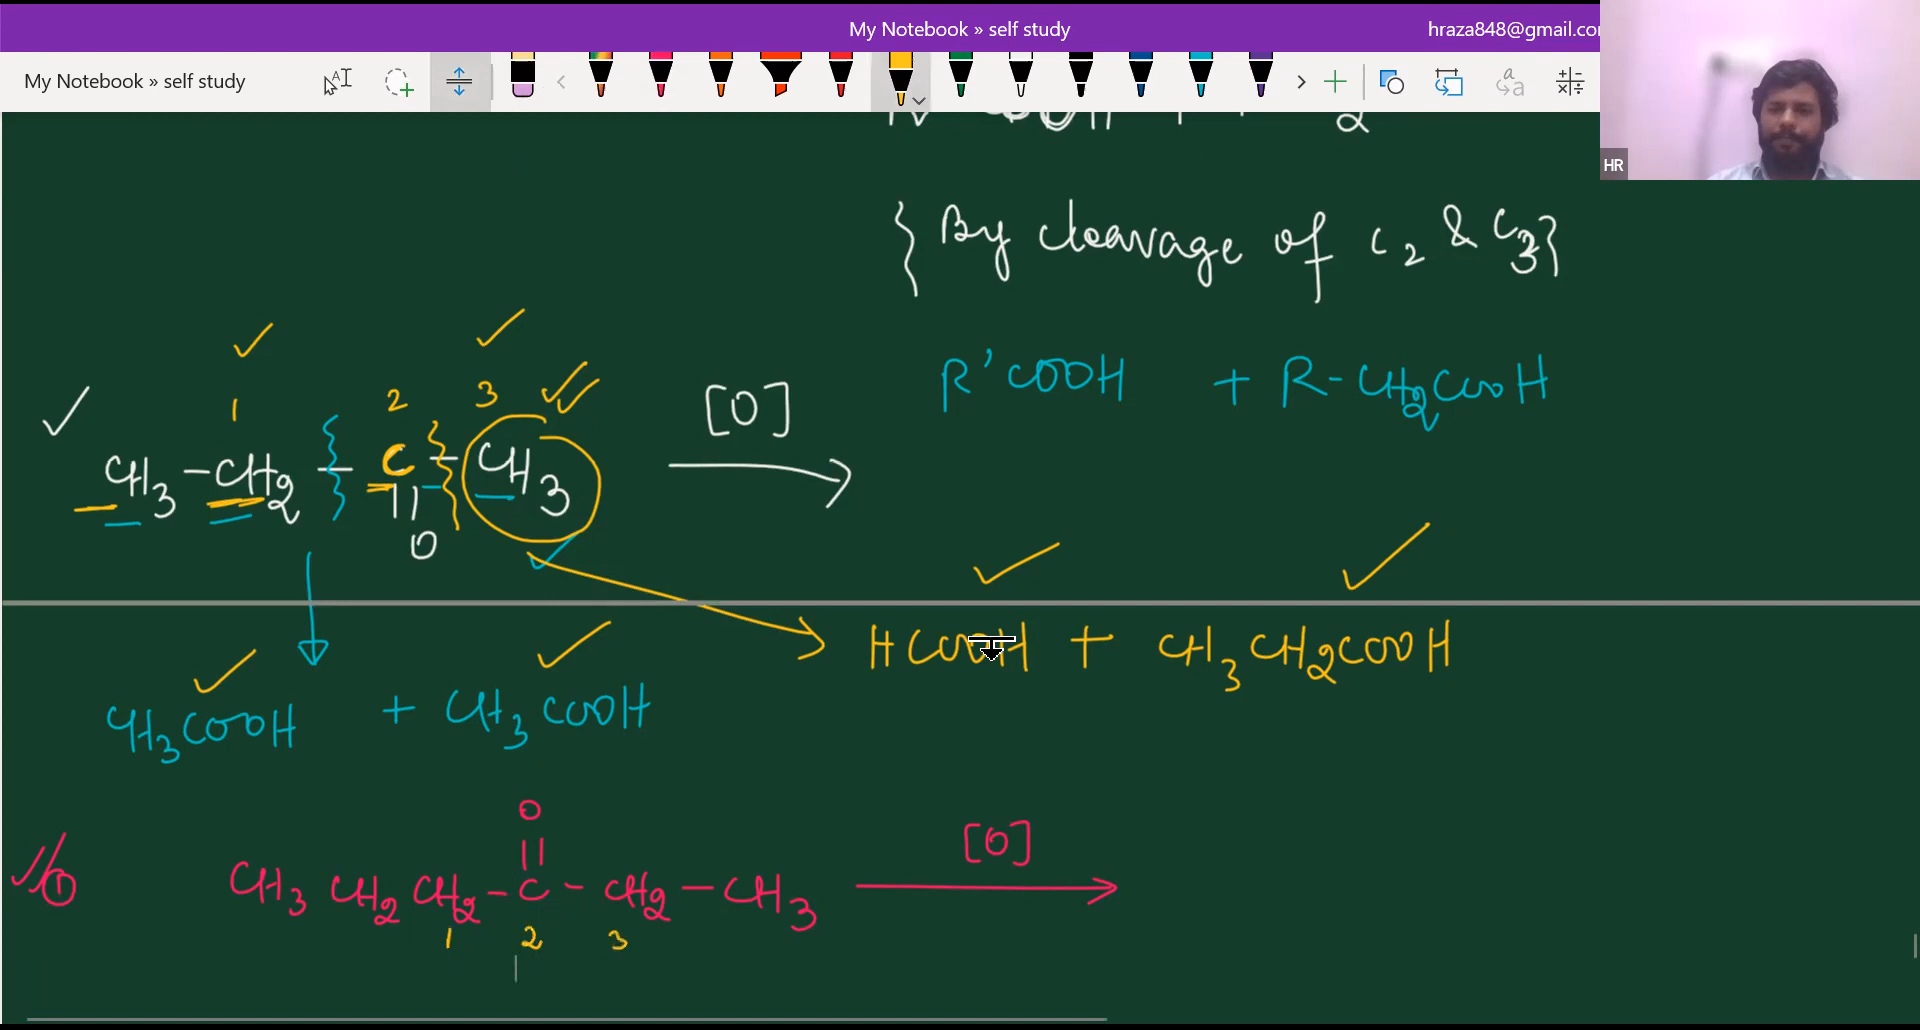 My Notebook » self study
hraza848@gmail.co
My Notebook » self study
HR
{ By cleavage of C2 & C3}
R'COOH + R-CH2COOH
1 2 3
CH3-CH2-C-CH3 [O]
O
HCOOH + CH3CH2COOH
CH3COOH + CH3COOH
O
① CH3 CH2 CH2-C-CH2-CH3 [O]
1 2 3